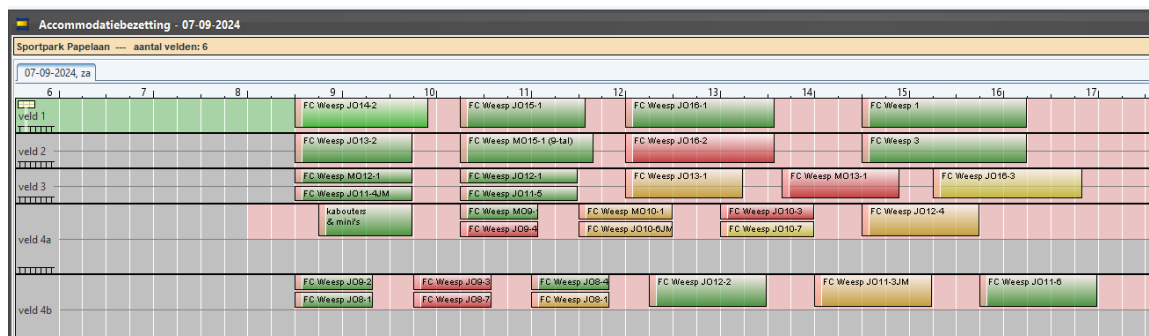 Accommodatiebezetting - 07-09-2024
Sportpark Papelaan --- aantal velden: 6
07-09-2024, za
6 7 8 9 10 11 12 13 14 15 16 17
veld 1
FC Weesp JO14-2
FC Weesp JO15-1
FC Weesp JO16-1
FC Weesp 1
veld 2
FC Weesp JO13-2
FC Weesp MO15-1 (9-tal)
FC Weesp JO16-2
FC Weesp 3
veld 3
FC Weesp MO12-1
FC Weesp JO12-1
FC Weesp JO13-1
FC Weesp MO13-1
FC Weesp JO16-3
FC Weesp JO11-4JM
FC Weesp JO11-5
veld 4a
kabouters
& mini's
FC Weesp MO9-1
FC Weesp MO10-1
FC Weesp JO10-3
FC Weesp JO12-4
FC Weesp JO9-4
FC Weesp JO10-6JM
FC Weesp JO10-7
veld 4b
FC Weesp JO9-2
FC Weesp JO9-3
FC Weesp JO8-4
FC Weesp JO12-2
FC Weesp JO11-3JM
FC Weesp JO11-6
FC Weesp JO8-1
FC Weesp JO8-7
FC Weesp JO8-1